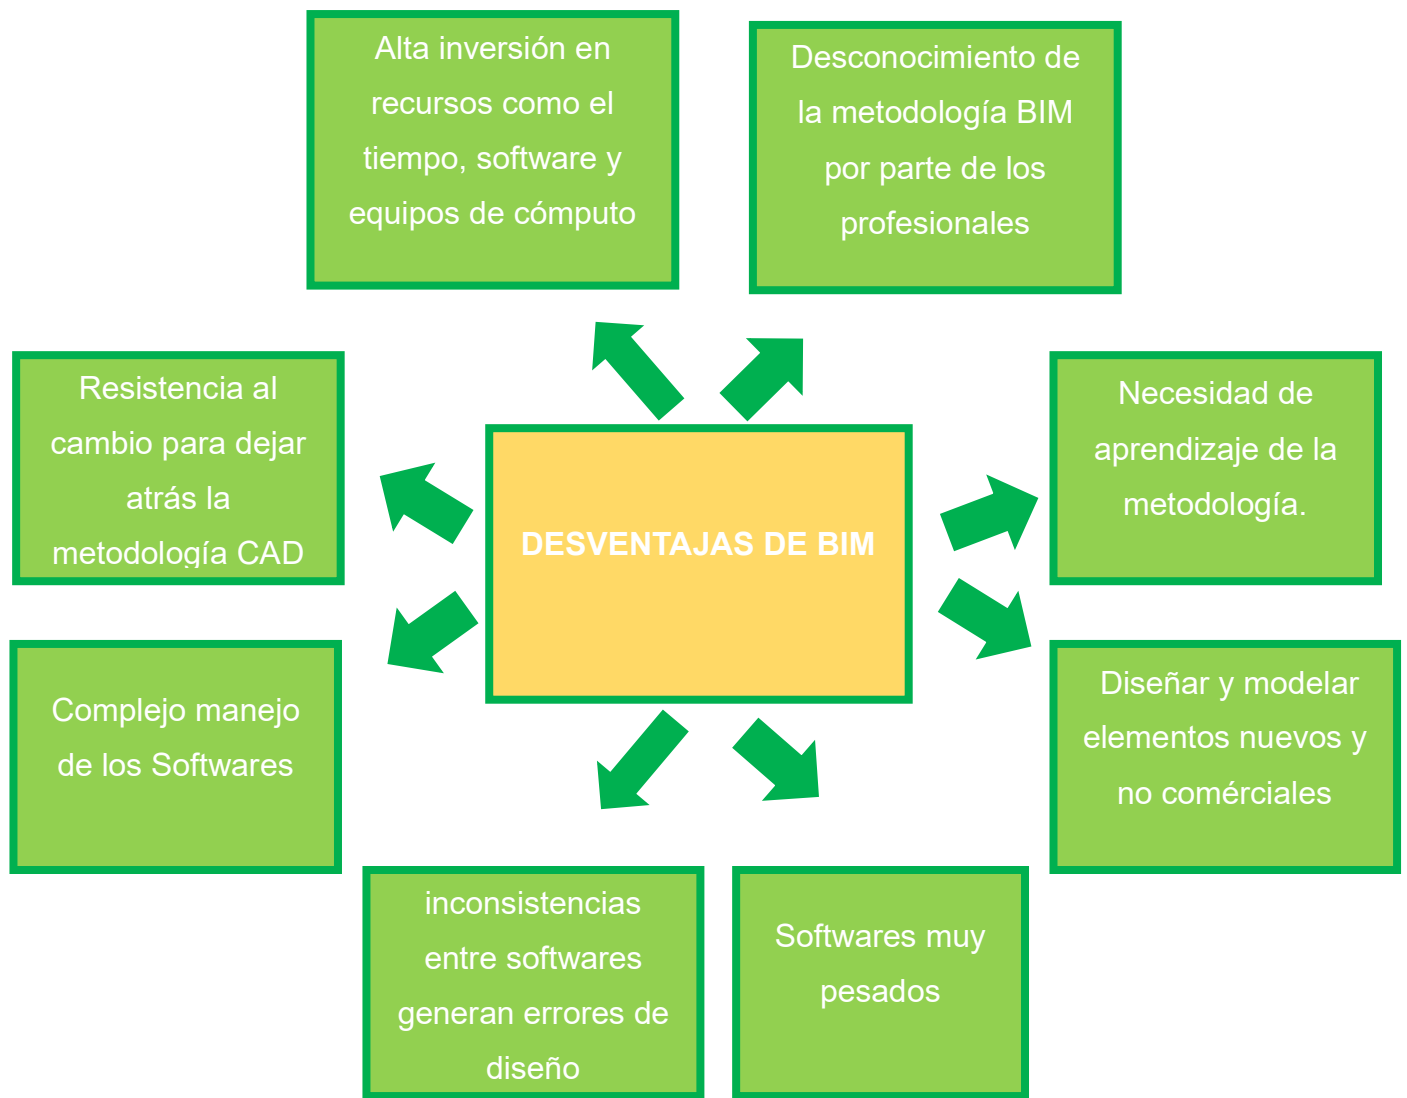 Alta inversión en
recursos como el
tiempo, software y
equipos de cómputo
Desconocimiento de
la metodología BIM
por parte de los
profesionales
Resistencia al
cambio para dejar
atrás la
metodología CAD
Necesidad de
aprendizaje de la
metodología.
DESVENTAJAS DE BIM
Complejo manejo
de los Softwares
Diseñar y modelar
elementos nuevos y
no comérciales
inconsistencias
entre softwares
generan errores de
diseño
Softwares muy
pesados